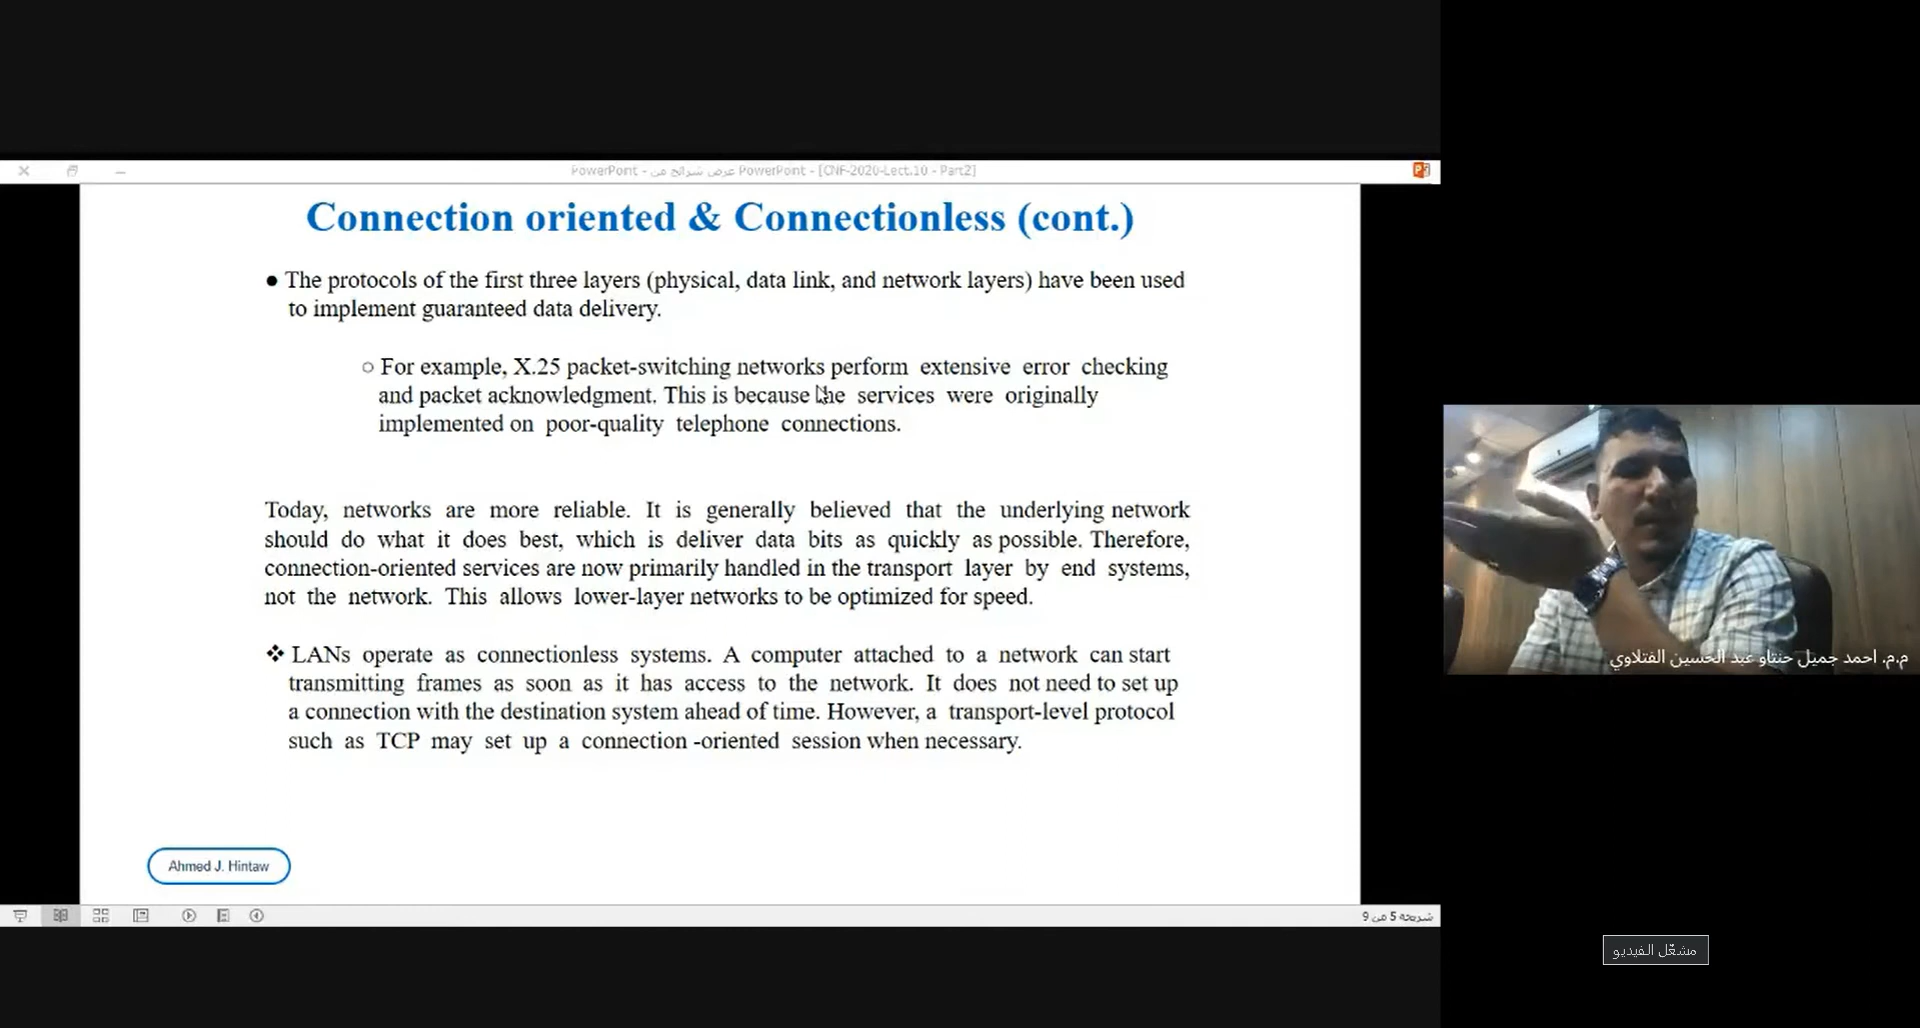 PowerPoint - عرض شرائح من PowerPoint - [CNF-2020-Lect.10 - Part2]
Connection oriented & Connectionless (cont.)
● The protocols of the first three layers (physical, data link, and network layers) have been used
to implement guaranteed data delivery.
○ For example, X.25 packet-switching networks perform extensive error checking
and packet acknowledgment. This is because the services were originally
implemented on poor-quality telephone connections.
Today, networks are more reliable. It is generally believed that the underlying network
should do what it does best, which is deliver data bits as quickly as possible. Therefore,
connection-oriented services are now primarily handled in the transport layer by end systems,
not the network. This allows lower-layer networks to be optimized for speed.
❖ LANs operate as connectionless systems. A computer attached to a network can start
transmitting frames as soon as it has access to the network. It does not need to set up
a connection with the destination system ahead of time. However, a transport-level protocol
such as TCP may set up a connection -oriented session when necessary.
Ahmed J. Hintaw
شريحة 5 من 9
م.م. احمد جميل حنتاو عبد الحسين الفتلاوي
مشغّل الفيديو